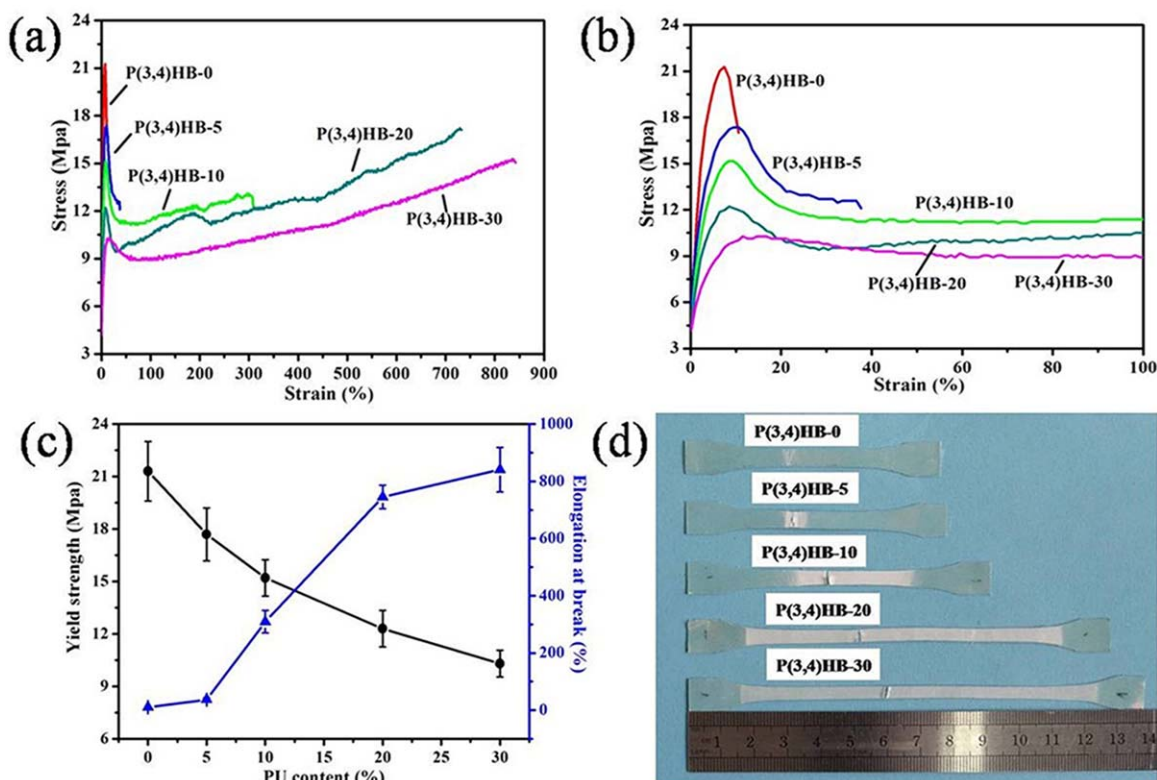 (a)
24
21
18
15
12
9
6
3
Stress (Mpa)
P(3,4)HB-0
P(3,4)HB-5
P(3,4)HB-10
P(3,4)HB-20
P(3,4)HB-30
0 100 200 300 400 500 600 700 800 900
Strain (%)
(b)
24
21
18
15
12
9
6
3
Stress (Mpa)
P(3,4)HB-0
P(3,4)HB-5
P(3,4)HB-10
P(3,4)HB-20
P(3,4)HB-30
0 20 40 60 80 100
Strain (%)
(c)
24
21
18
15
12
9
6
Yield strength (Mpa)
1000
800
600
400
200
0
Elongation at break (%)
0 5 10 15 20 25 30
PU content (%)
(d)
P(3,4)HB-0
P(3,4)HB-5
P(3,4)HB-10
P(3,4)HB-20
P(3,4)HB-30
1 2 3 4 5 6 7 8 9 10 11 12 13 14